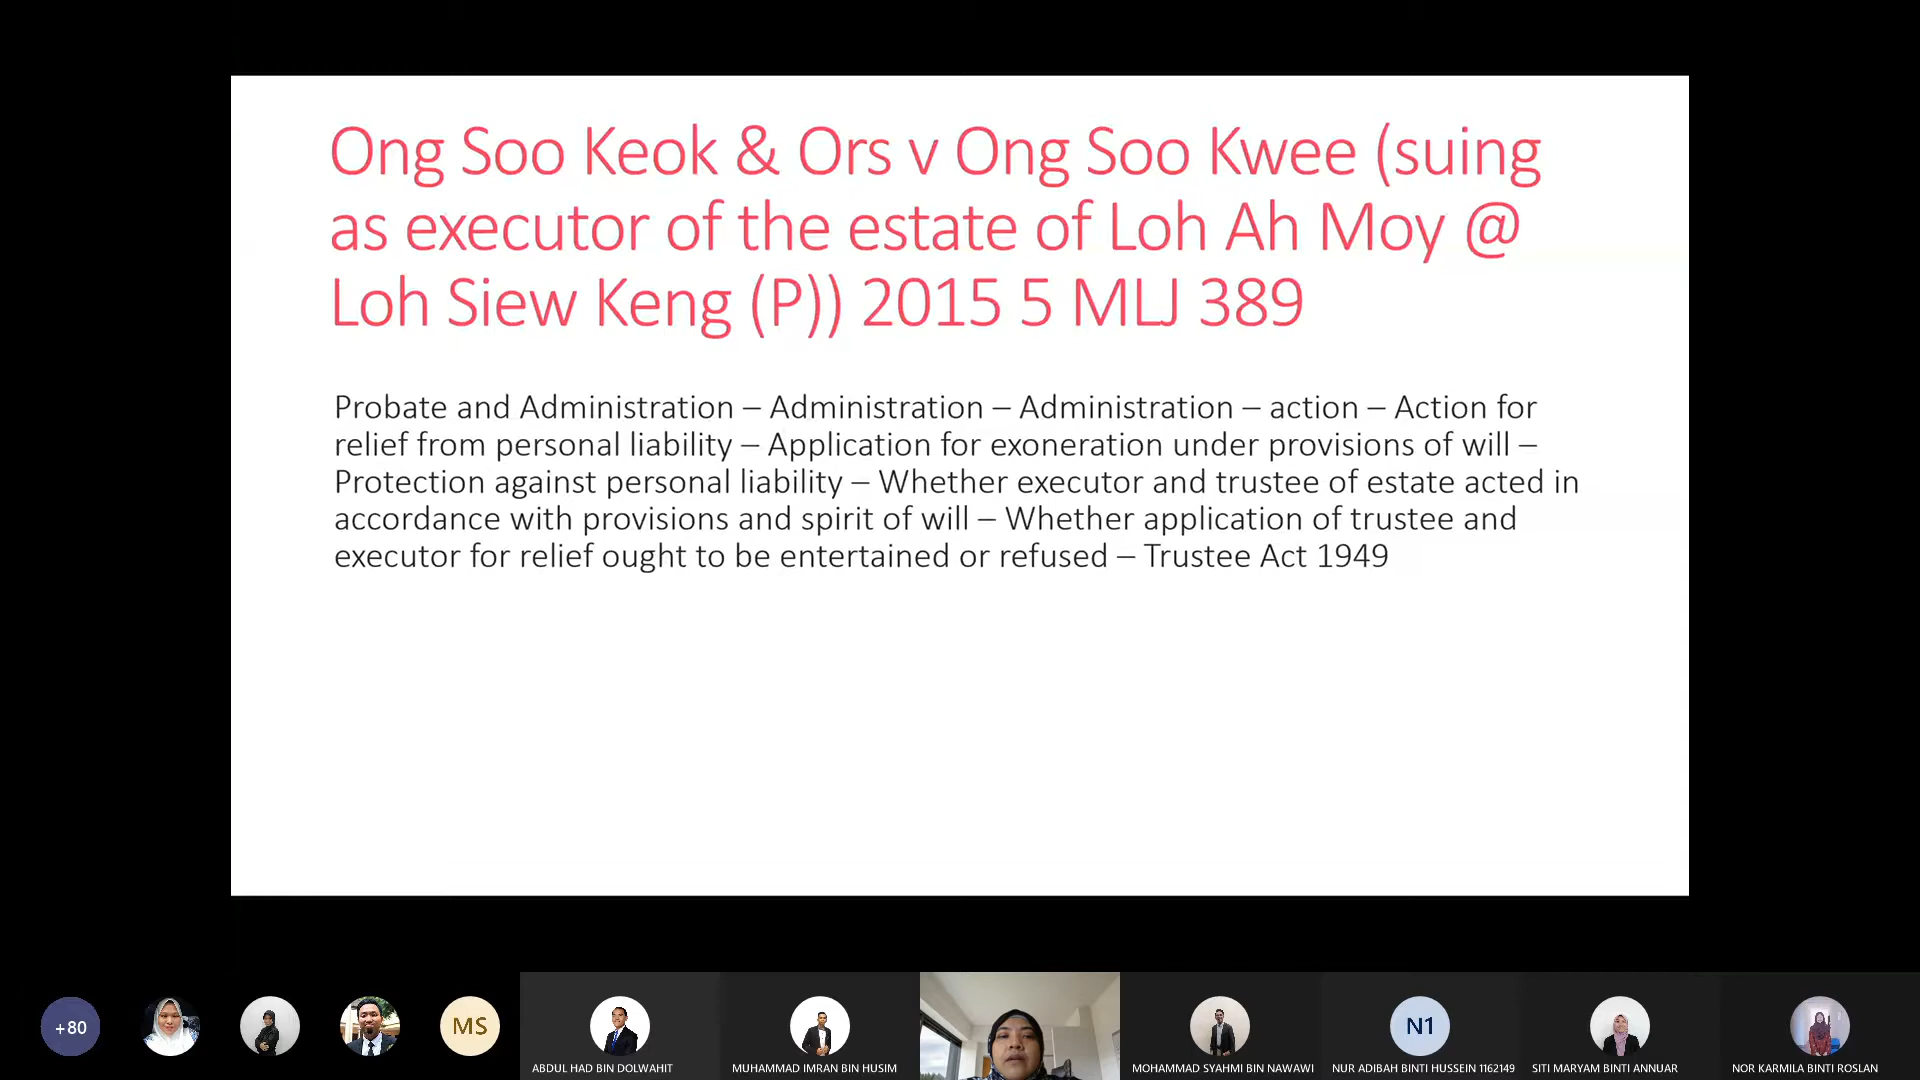 Ong Soo Keok & Ors v Ong Soo Kwee (suing
as executor of the estate of Loh Ah Moy @
Loh Siew Keng (P)) 2015 5 MLJ 389
Probate and Administration – Administration – Administration – action – Action for
relief from personal liability – Application for exoneration under provisions of will –
Protection against personal liability – Whether executor and trustee of estate acted in
accordance with provisions and spirit of will – Whether application of trustee and
executor for relief ought to be entertained or refused – Trustee Act 1949
+80
MS
N1
ABDUL HAD BIN DOLWAHIT
MUHAMMAD IMRAN BIN HUSIM
MOHAMMAD SYAHMI BIN NAWAWI
NUR ADIBAH BINTI HUSSEIN 1162149
SITI MARYAM BINTI ANNUAR
NOR KARMILA BINTI ROSLAN